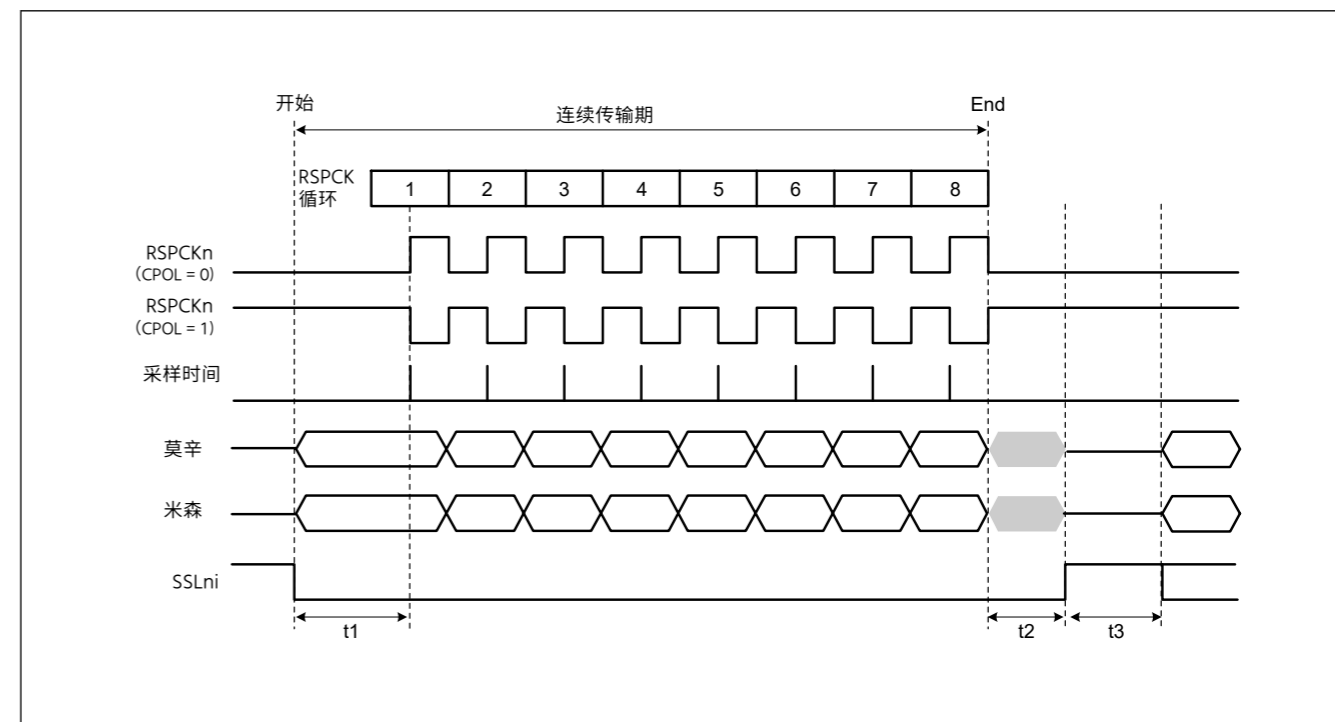 开始
连续传输期
End
RSPCK
循环
1 2 3 4 5 6 7 8
RSPCKn
（CPOL = 0）
RSPCKn
（CPOL = 1）
采样时间
莫辛
米森
SSLni
t1
t2
t3